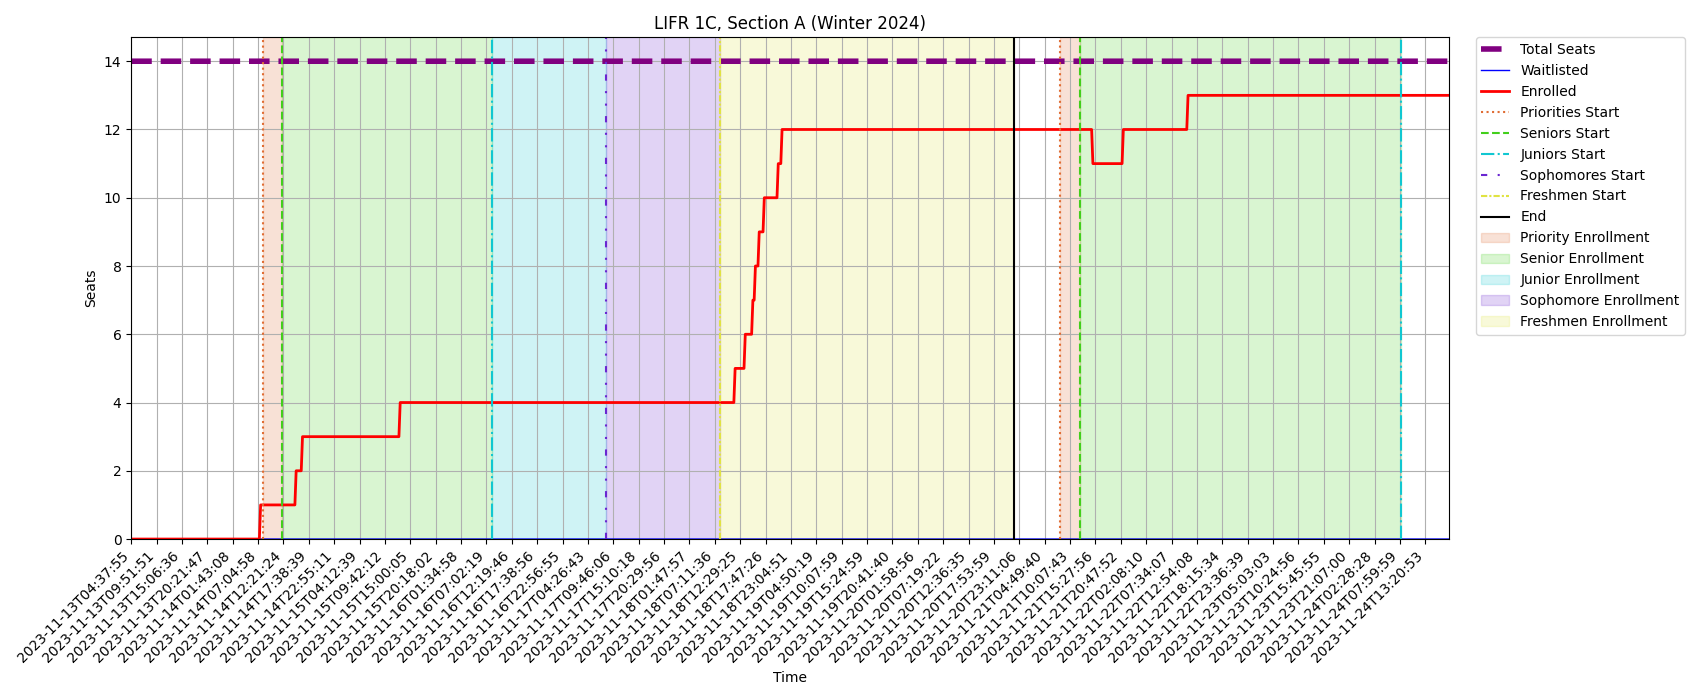 LIFR 1C, Section A (Winter 2024)
Seats
14
12
10
8
6
4
2
0
2023-11-13T04:37:55
2023-11-13T09:51:51
2023-11-13T15:06:36
2023-11-13T20:21:47
2023-11-14T01:43:08
2023-11-14T07:04:58
2023-11-14T12:21:24
2023-11-14T17:38:39
2023-11-14T22:55:11
2023-11-15T04:12:39
2023-11-15T09:42:12
2023-11-15T15:00:05
2023-11-15T20:18:02
2023-11-16T01:34:58
2023-11-16T07:02:19
2023-11-16T12:19:46
2023-11-16T17:38:56
2023-11-16T22:56:55
2023-11-17T04:26:43
2023-11-17T09:46:06
2023-11-17T15:10:18
2023-11-17T20:29:56
2023-11-18T01:47:57
2023-11-18T07:11:36
2023-11-18T12:29:25
2023-11-18T17:47:26
2023-11-18T23:04:51
2023-11-19T04:50:19
2023-11-19T10:07:59
2023-11-19T15:24:59
2023-11-19T20:41:40
2023-11-20T01:58:56
2023-11-20T07:19:22
2023-11-20T12:36:35
2023-11-20T17:53:59
2023-11-20T23:11:06
2023-11-21T04:49:40
2023-11-21T10:07:43
2023-11-21T15:27:56
2023-11-21T20:47:52
2023-11-22T02:08:10
2023-11-22T07:34:07
2023-11-22T12:54:08
2023-11-22T18:15:34
2023-11-22T23:36:39
2023-11-23T05:03:03
2023-11-23T10:24:56
2023-11-23T15:45:55
2023-11-23T21:07:00
2023-11-24T02:28:28
2023-11-24T07:59:59
2023-11-24T13:20:53
Time
Total Seats
Waitlisted
Enrolled
Priorities Start
Seniors Start
Juniors Start
Sophomores Start
Freshmen Start
End
Priority Enrollment
Senior Enrollment
Junior Enrollment
Sophomore Enrollment
Freshmen Enrollment